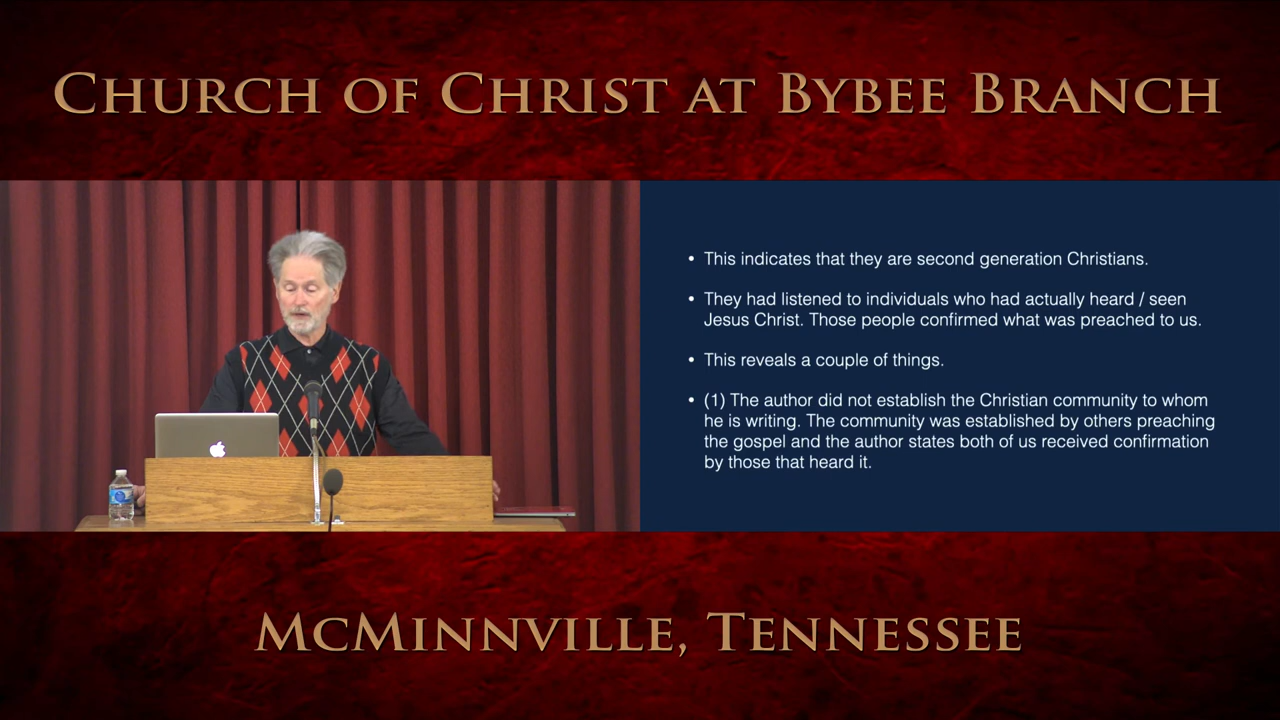 CHURCH OF CHRIST AT BYBEE BRANCH
• This indicates that they are second generation Christians.
• They had listened to individuals who had actually heard / seen
Jesus Christ. Those people confirmed what was preached to us.
• This reveals a couple of things.
• (1) The author did not establish the Christian community to whom
he is writing. The community was established by others preaching
the gospel and the author states both of us received confirmation
by those that heard it.
MCMINNVILLE, TENNESSEE